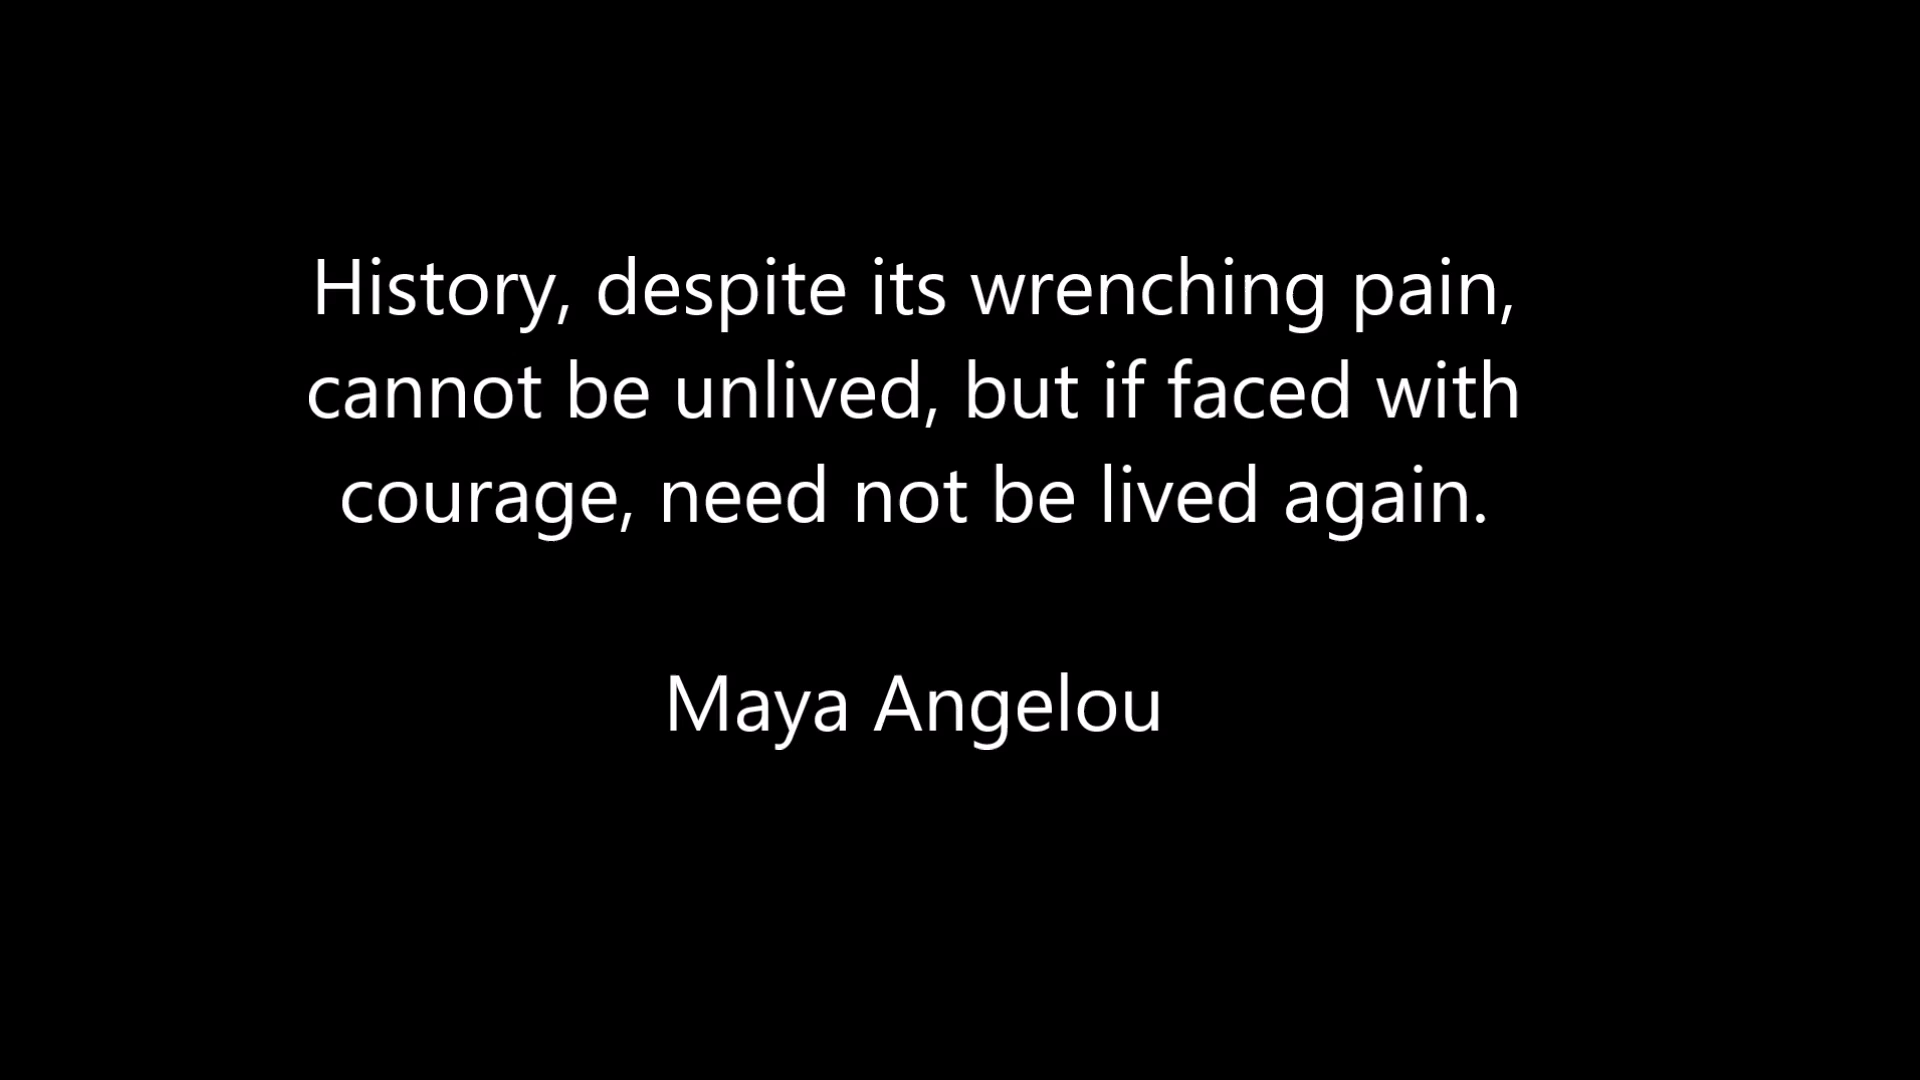 History, despite its wrenching pain,
cannot be unlived, but if faced with
courage, need not be lived again.
Maya Angelou